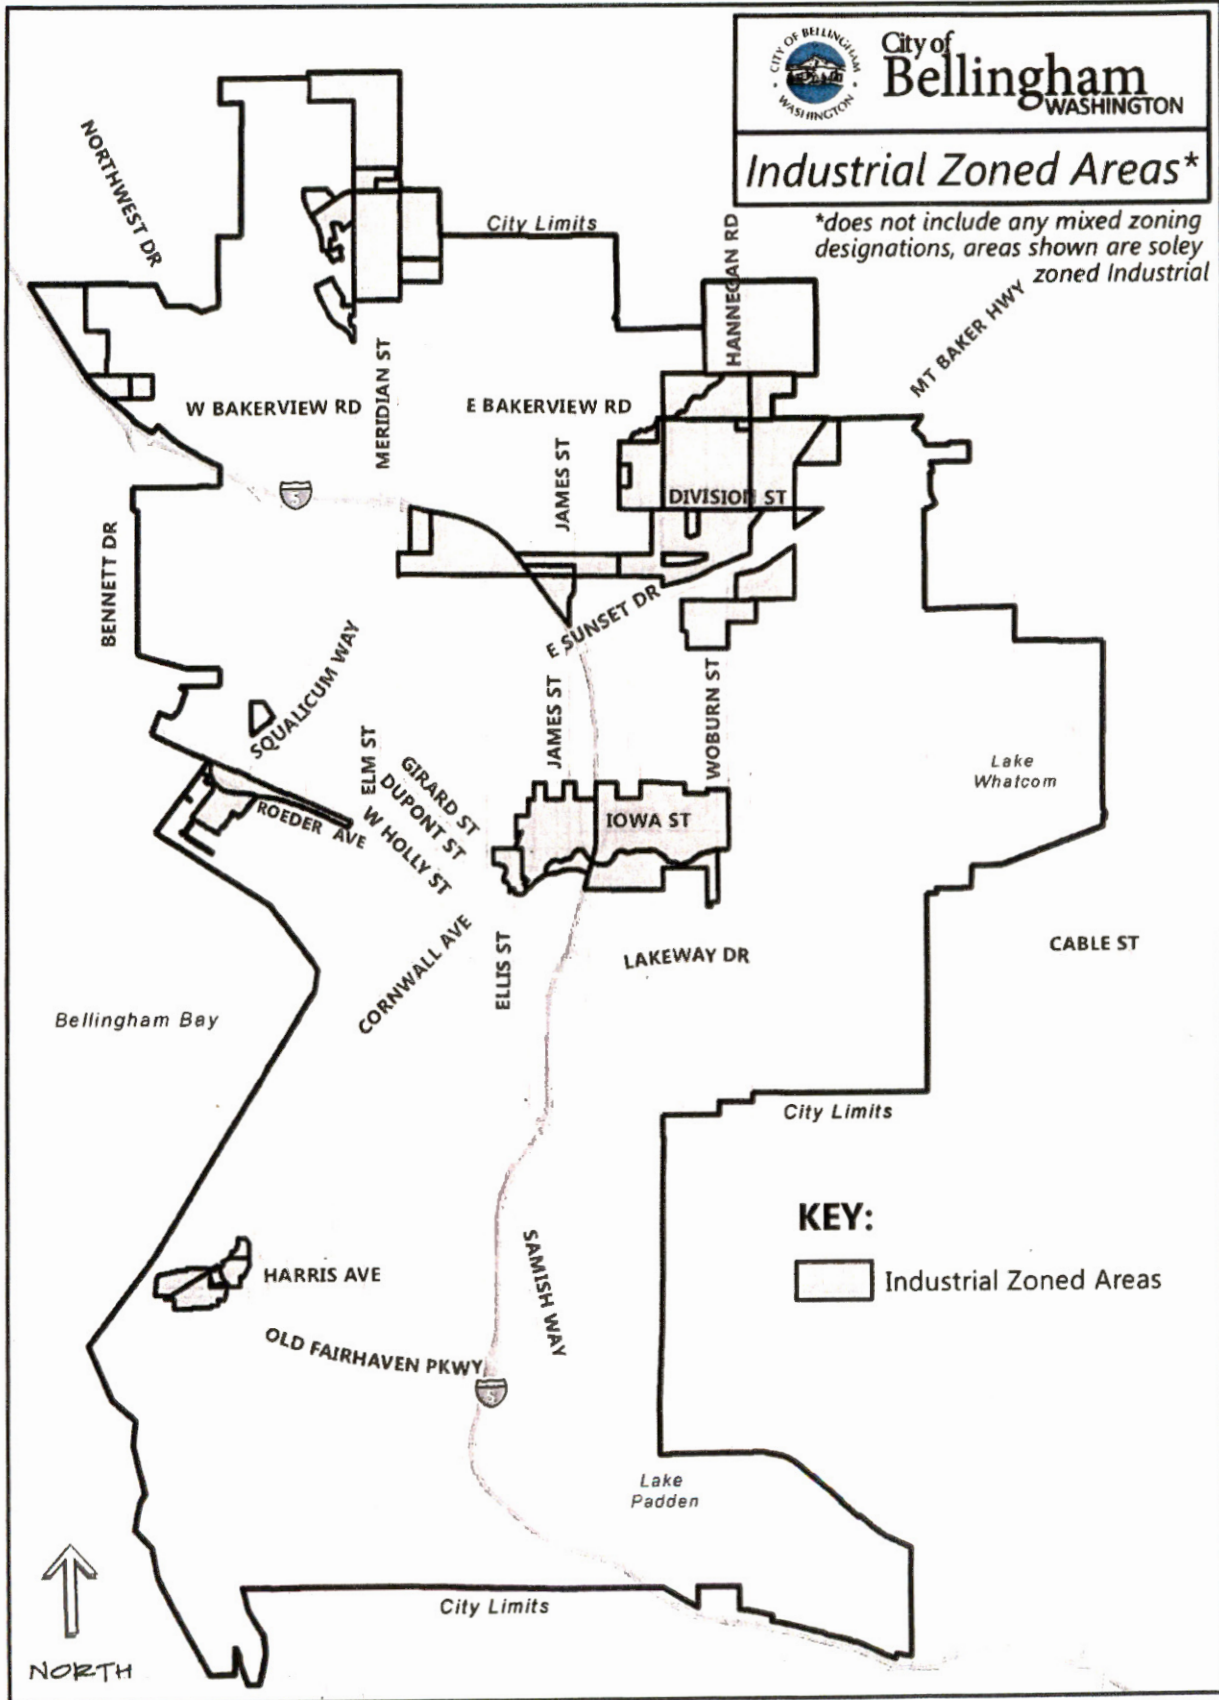 CITY OF BELLINGHAM
WASHINGTON
City of
Bellingham
WASHINGTON
Industrial Zoned Areas*
*does not include any mixed zoning
designations, areas shown are soley
zoned Industrial
NORTHWEST DR
City Limits
HANNEGAN RD
MT BAKER HWY
MERIDIAN ST
W BAKERVIEW RD
E BAKERVIEW RD
JAMES ST
DIVISION ST
5
BENNETT DR
E SUNSET DR
SQUALICUM WAY
JAMES ST
WOBURN ST
ELM ST
GIRARD ST
DUPONT ST
W HOLLY ST
ROEDER AVE
IOWA ST
Lake
Whatcom
CORNWALL AVE
ELLIS ST
LAKEWAY DR
CABLE ST
Bellingham Bay
City Limits
KEY:
Industrial Zoned Areas
HARRIS AVE
SAMISH WAY
OLD FAIRHAVEN PKWY
5
Lake
Padden
City Limits
NORTH